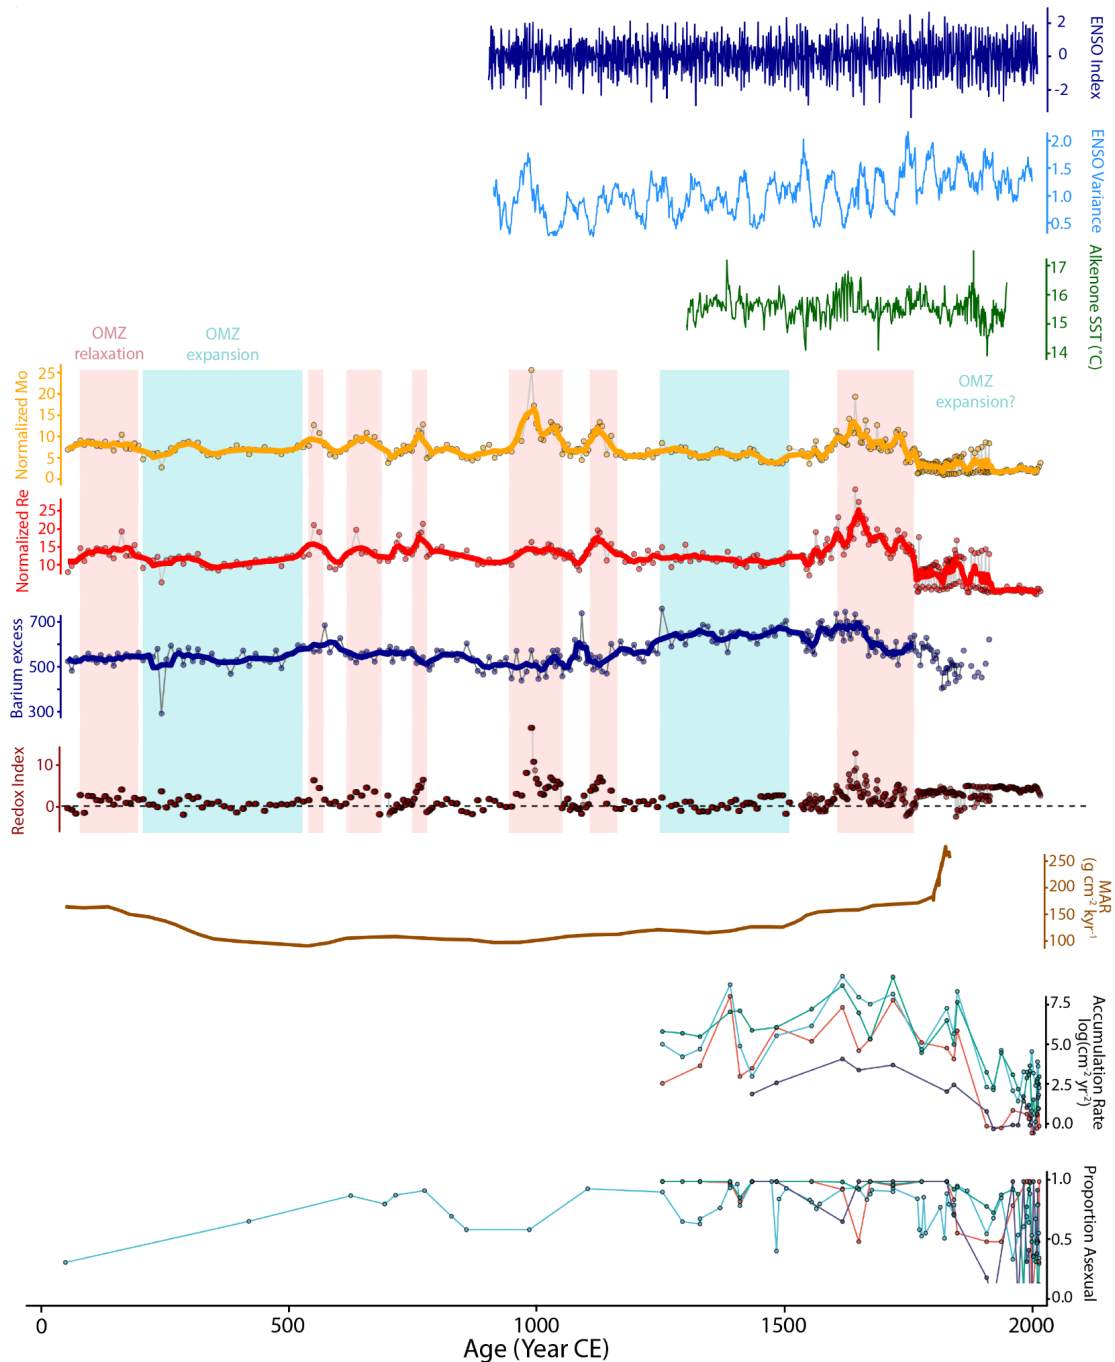 2
0
-2
ENSO Index
2.0
1.5
1.0
0.5
ENSO Variance
17
16
15
14
Alkenone SST (°C)
OMZ
relaxation
OMZ
expansion
OMZ
expansion?
25
20
15
10
5
0
Normalized Mo
25
20
15
10
Normalized Re
700
500
300
Barium excess
10
0
Redox Index
250
200
150
100
MAR
(g cm⁻² kyr⁻¹
7.5
5.0
2.5
0.0
Accumulation Rate
log(cm⁻² yr⁻²)
1.0
0.5
0.0
Proportion Asexual
0
500
1000
1500
2000
Age (Year CE)